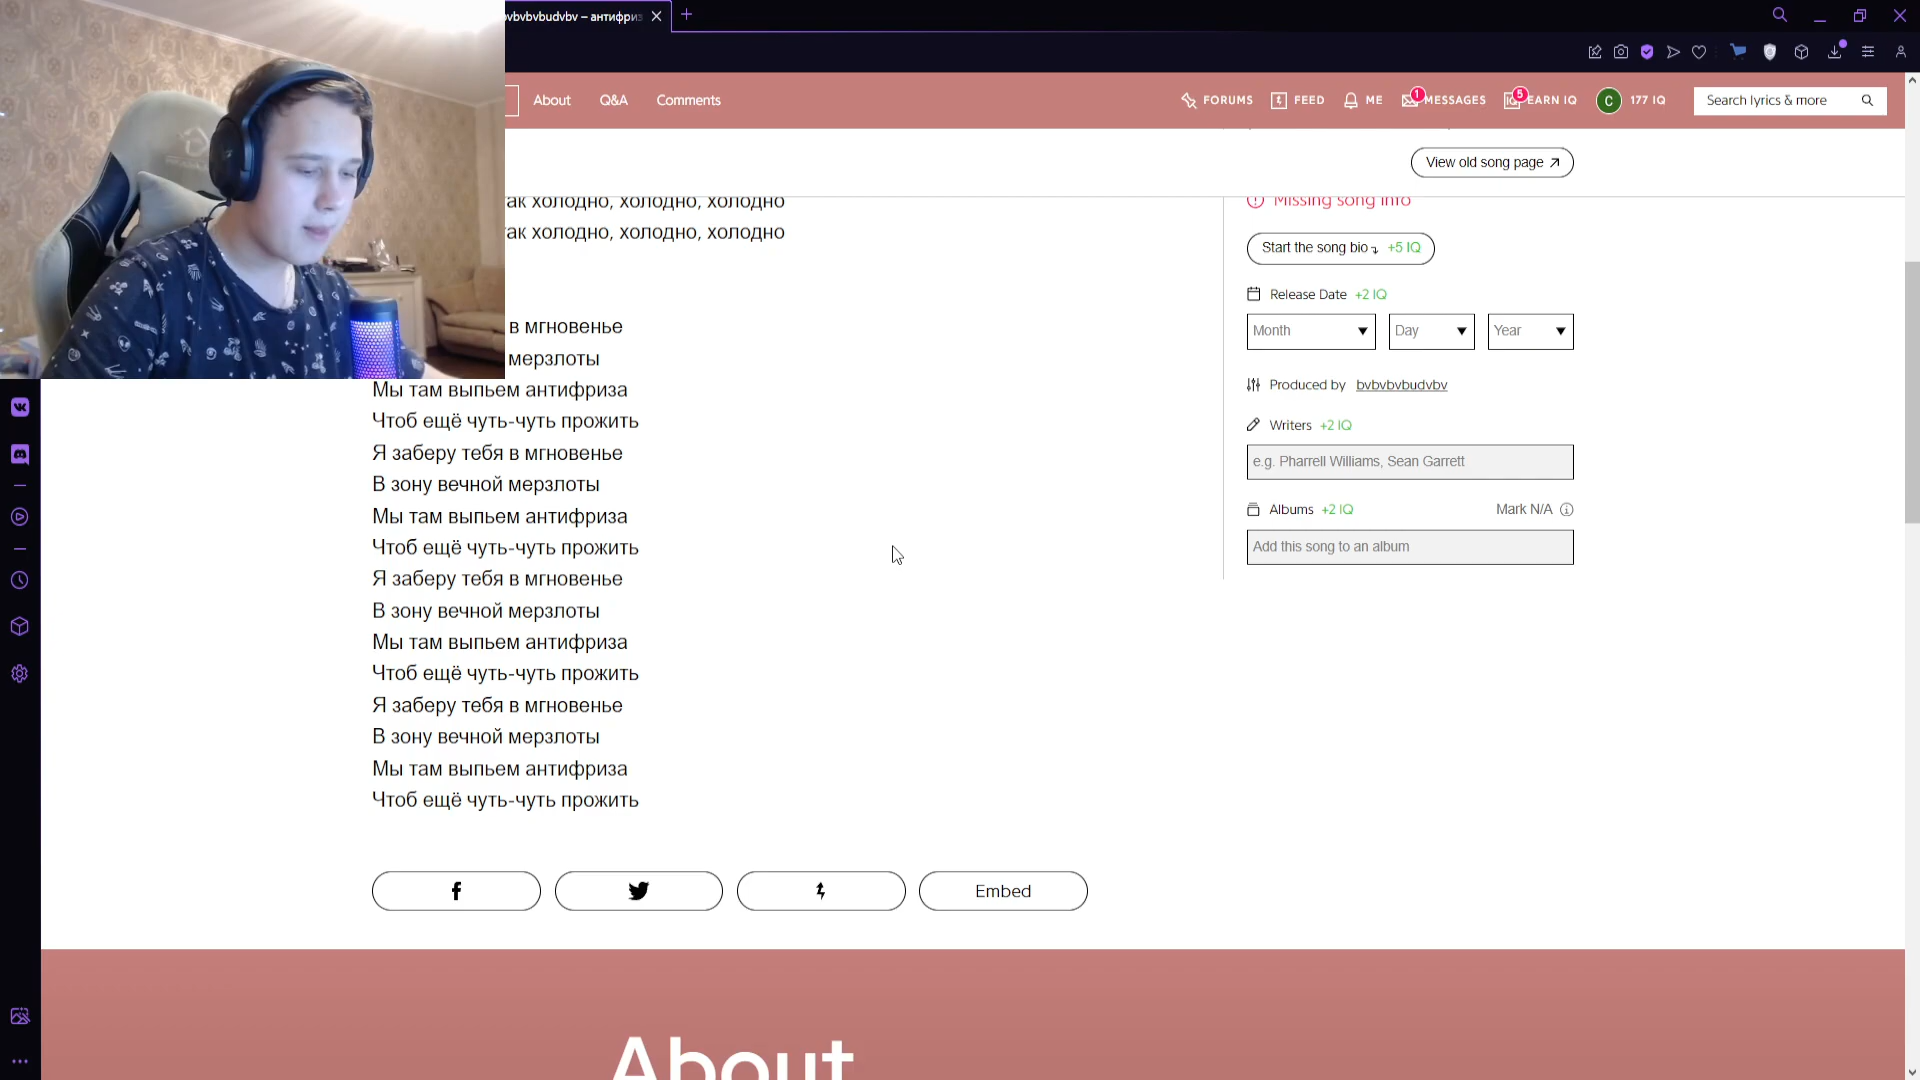 vbvbvbudvbv – антифри
About Q&A Comments
FORUMS FEED ME 1 MESSAGES 5 EARN IQ C 177 IQ Search lyrics & more
View old song page
ак холодно, холодно, холодно
ак холодно, холодно, холодно
в мгновенье
мерзлоты
Мы там выпьем антифриза
Чтоб ещё чуть-чуть прожить
Я заберу тебя в мгновенье
В зону вечной мерзлоты
Мы там выпьем антифриза
Чтоб ещё чуть-чуть прожить
Я заберу тебя в мгновенье
В зону вечной мерзлоты
Мы там выпьем антифриза
Чтоб ещё чуть-чуть прожить
Я заберу тебя в мгновенье
В зону вечной мерзлоты
Мы там выпьем антифриза
Чтоб ещё чуть-чуть прожить
Missing song info
Start the song bio +5 IQ
Release Date +2 IQ
Month Day Year
Produced by bvbvbvbudvbv
Writers +2 IQ
e.g. Pharrell Williams, Sean Garrett
Albums +2 IQ Mark N/A
Add this song to an album
Embed
About